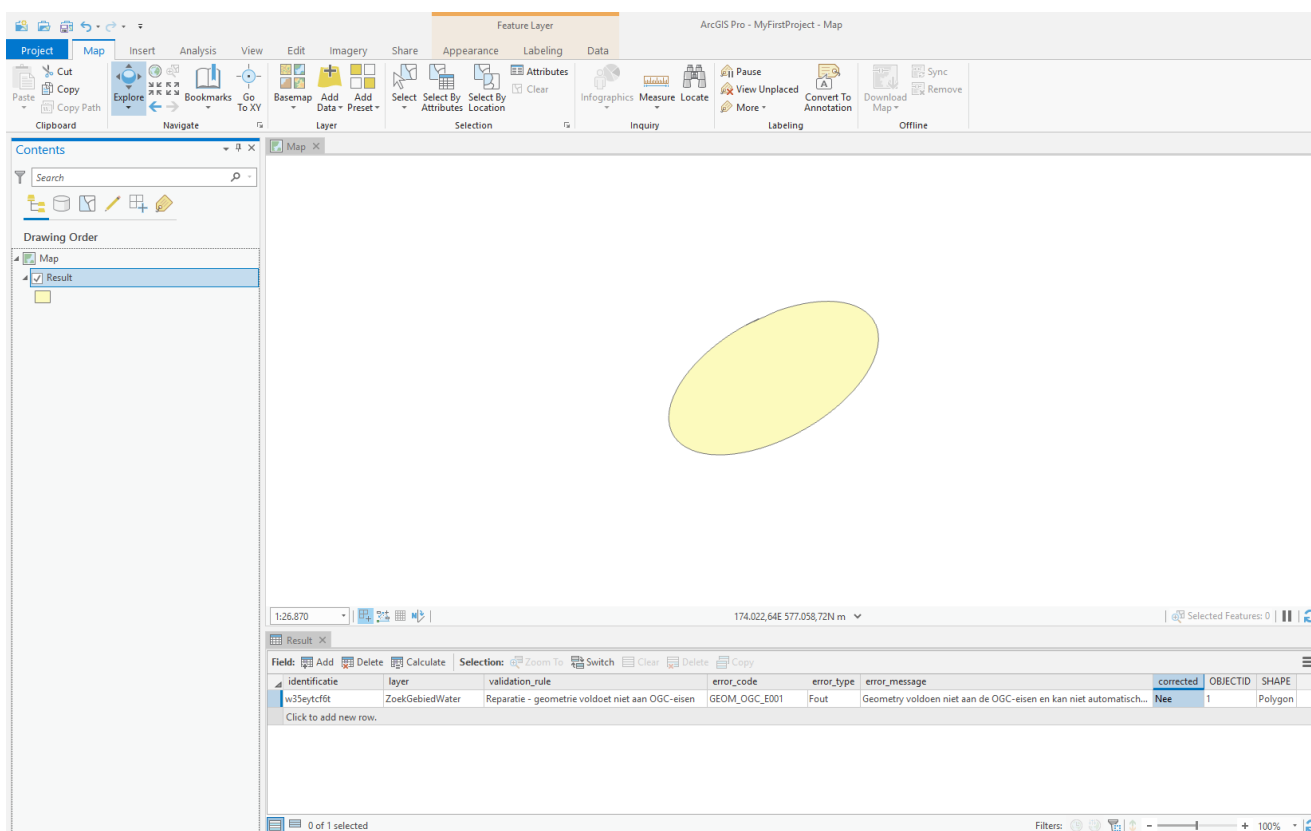 Feature Layer
ArcGIS Pro - MyFirstProject - Map
Project Map Insert Analysis View Edit Imagery Share Appearance Labeling Data
Paste
Cut
Copy
Copy Path
Clipboard
Explore
Bookmarks
Go To XY
Navigate
Basemap
Add Data
Add Preset
Layer
Select
Select By Attributes
Select By Location
Attributes
Clear
Selection
Infographics
Measure
Locate
Inquiry
Pause
View Unplaced
More
Convert To Annotation
Labeling
Download Map
Sync
Remove
Offline
Contents
Search
Drawing Order
Map
Result
Map
1:26.870
174.022,64E 577.058,72N m
Selected Features: 0
Result
Field: Add Delete Calculate Selection: Zoom To Switch Clear Delete Copy
identificatie layer validation_rule error_code error_type error_message corrected OBJECTID SHAPE
w35eytcf6t ZoekGebiedWater Reparatie - geometrie voldoet niet aan OGC-eisen GEOM_OGC_E001 Fout Geometry voldoen niet aan de OGC-eisen en kan niet automatisch... Nee 1 Polygon
Click to add new row.
0 of 1 selected
Filters:
- + 100%